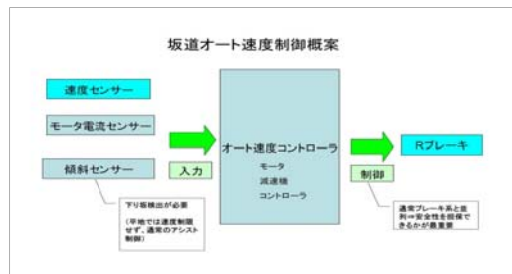 坂道オート速度制御概案
速度センサー
モータ電流センサー
傾斜センサー
入力
下り坂検出が必要
(平地では速度制限
せず、通常のアシスト
制御)
オート速度コントローラ
モータ
減速機
コントローラ
制御
Rブレーキ
通常ブレーキ系と並
列⇒安全性を担保で
きるかが最重要